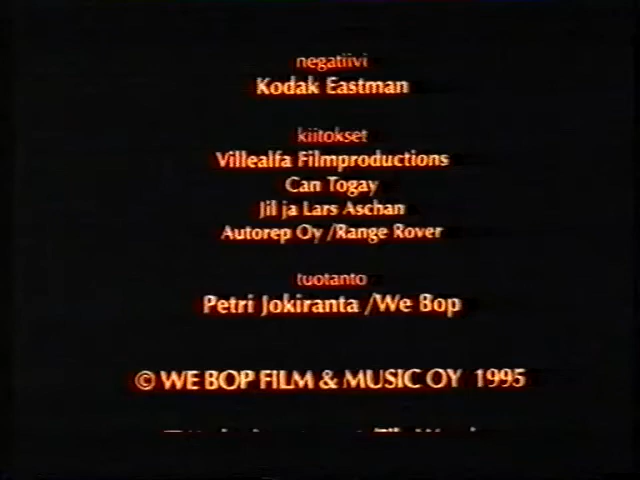 negatiivi
Kodak Eastman
kiitokset
Villealfa Filmproductions
Can Togay
Jil ja Lars Aschan
Autorep Oy /Range Rover
tuotanto
Petri Jokiranta /We Bop
© WE BOP FILM & MUSIC OY 1995